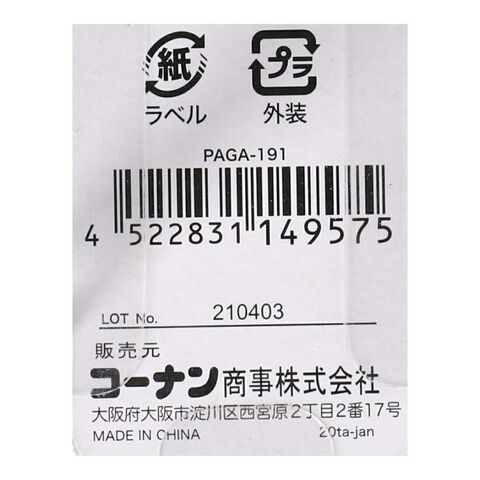 紙 プラ
ラベル 外装
PAGA-191
4 522831 149575
LOT No. 210403
販売元
コーナン商事株式会社
大阪府大阪市淀川区西宮原2丁目2番17号
MADE IN CHINA 20ta-jan